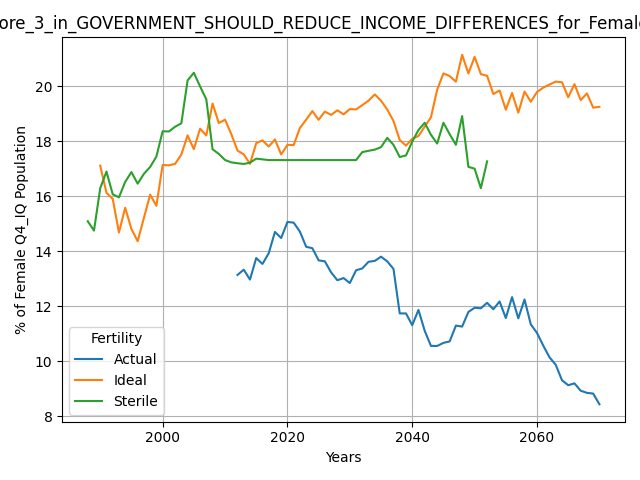 ore_3_in_GOVERNMENT_SHOULD_REDUCE_INCOME_DIFFERENCES_for_Female
% of Female Q4_IQ Population
20
18
16
14
12
10
8
Fertility
Actual
Ideal
Sterile
2000
2020
2040
2060
Years